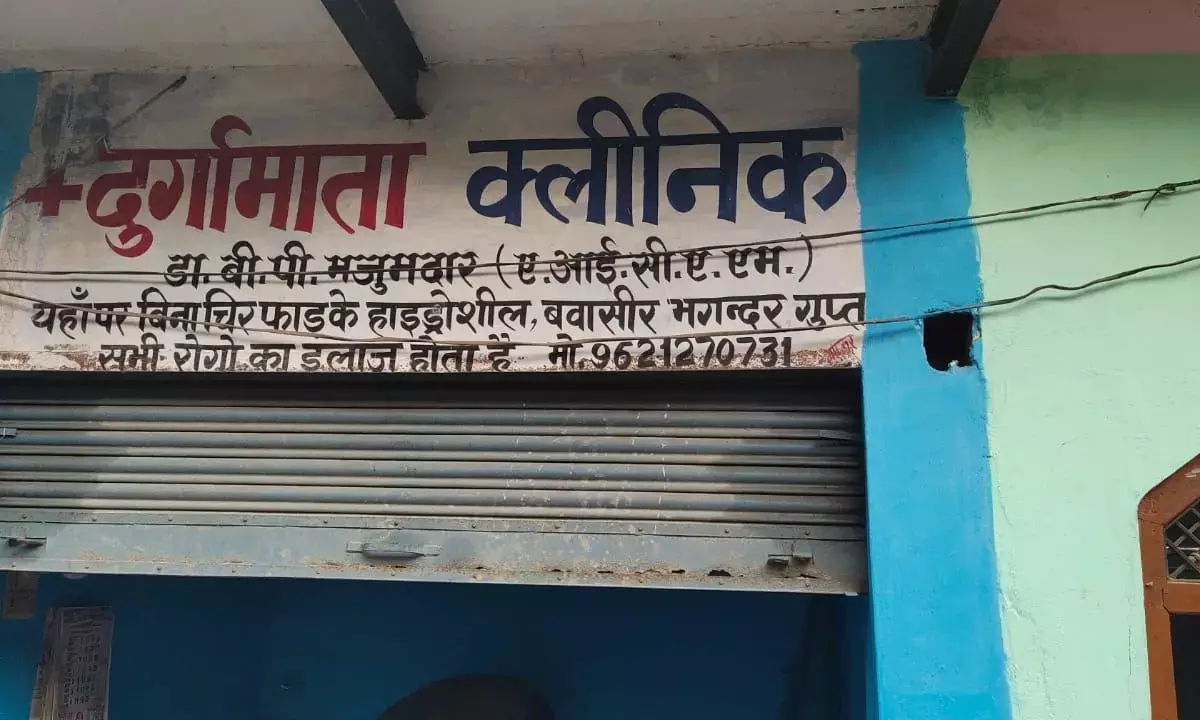 +दुर्गामाता क्लीनिक
डा.बी.पी.मजुमदार (ए.आई.सी.ए.एम.)
यहाँ पर बिना चिर फाड के हाइड्रोशील, बवासीर भगन्दर गुप्त
सभी रोगो का इलाज होता है मो.9621270731